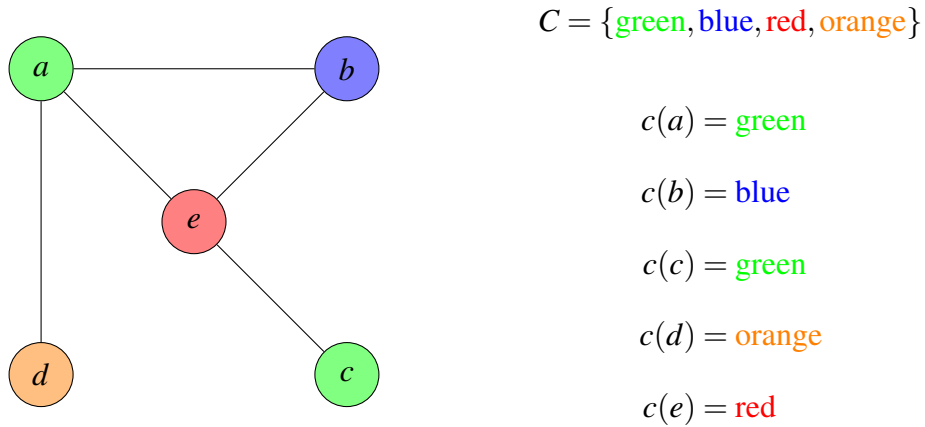 C = {green, blue, red, orange}
a
b
c(a) = green
c(b) = blue
e
c(c) = green
c(d) = orange
d
c
c(e) = red